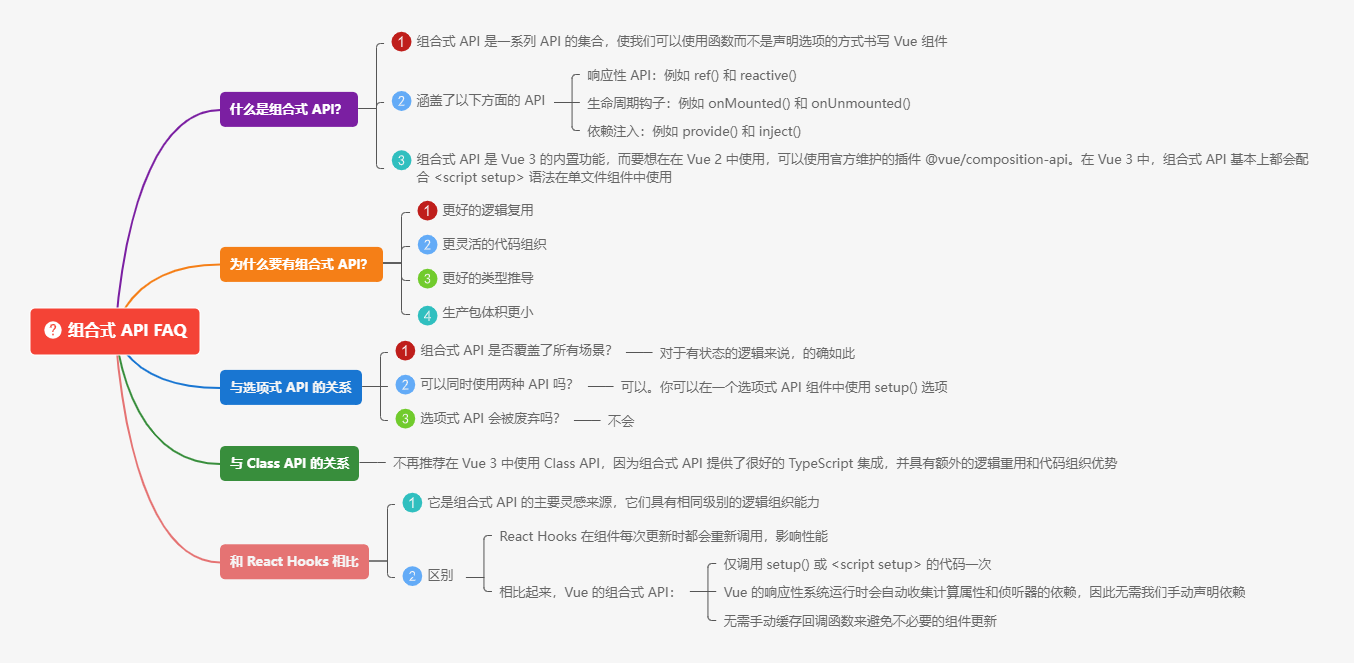 组合式 API FAQ
什么是组合式 API？
1 组合式 API 是一系列 API 的集合，使我们可以使用函数而不是声明选项的方式书写 Vue 组件
2 涵盖了以下方面的 API
响应性 API：例如 ref() 和 reactive()
生命周期钩子：例如 onMounted() 和 onUnmounted()
依赖注入：例如 provide() 和 inject()
3 组合式 API 是 Vue 3 的内置功能，而要想在在 Vue 2 中使用，可以使用官方维护的插件 @vue/composition-api。在 Vue 3 中，组合式 API 基本上都会配
合 <script setup> 语法在单文件组件中使用
为什么要有组合式 API？
1 更好的逻辑复用
2 更灵活的代码组织
3 更好的类型推导
4 生产包体积更小
与选项式 API 的关系
1 组合式 API 是否覆盖了所有场景？
对于有状态的逻辑来说，的确如此
2 可以同时使用两种 API 吗？
可以。你可以在一个选项式 API 组件中使用 setup() 选项
3 选项式 API 会被废弃吗？
不会
与 Class API 的关系
不再推荐在 Vue 3 中使用 Class API，因为组合式 API 提供了很好的 TypeScript 集成，并具有额外的逻辑重用和代码组织优势
和 React Hooks 相比
1 它是组合式 API 的主要灵感来源，它们具有相同级别的逻辑组织能力
2 区别
React Hooks 在组件每次更新时都会重新调用，影响性能
相比起来，Vue 的组合式 API：
仅调用 setup() 或 <script setup> 的代码一次
Vue 的响应性系统运行时会自动收集计算属性和侦听器的依赖，因此无需我们手动声明依赖
无需手动缓存回调函数来避免不必要的组件更新